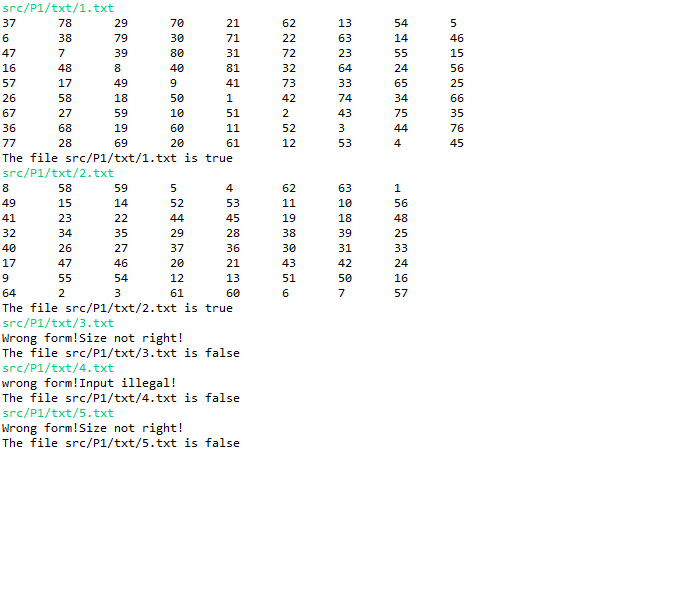 src/P1/txt/1.txt
37 78 29 70 21 62 13 54 5
6 38 79 30 71 22 63 14 46
47 7 39 80 31 72 23 55 15
16 48 8 40 81 32 64 24 56
57 17 49 9 41 73 33 65 25
26 58 18 50 1 42 74 34 66
67 27 59 10 51 2 43 75 35
36 68 19 60 11 52 3 44 76
77 28 69 20 61 12 53 4 45
The file src/P1/txt/1.txt is true
src/P1/txt/2.txt
8 58 59 5 4 62 63 1
49 15 14 52 53 11 10 56
41 23 22 44 45 19 18 48
32 34 35 29 28 38 39 25
40 26 27 37 36 30 31 33
17 47 46 20 21 43 42 24
9 55 54 12 13 51 50 16
64 2 3 61 60 6 7 57
The file src/P1/txt/2.txt is true
src/P1/txt/3.txt
Wrong form!Size not right!
The file src/P1/txt/3.txt is false
src/P1/txt/4.txt
wrong form!Input illegal!
The file src/P1/txt/4.txt is false
src/P1/txt/5.txt
Wrong form!Size not right!
The file src/P1/txt/5.txt is false